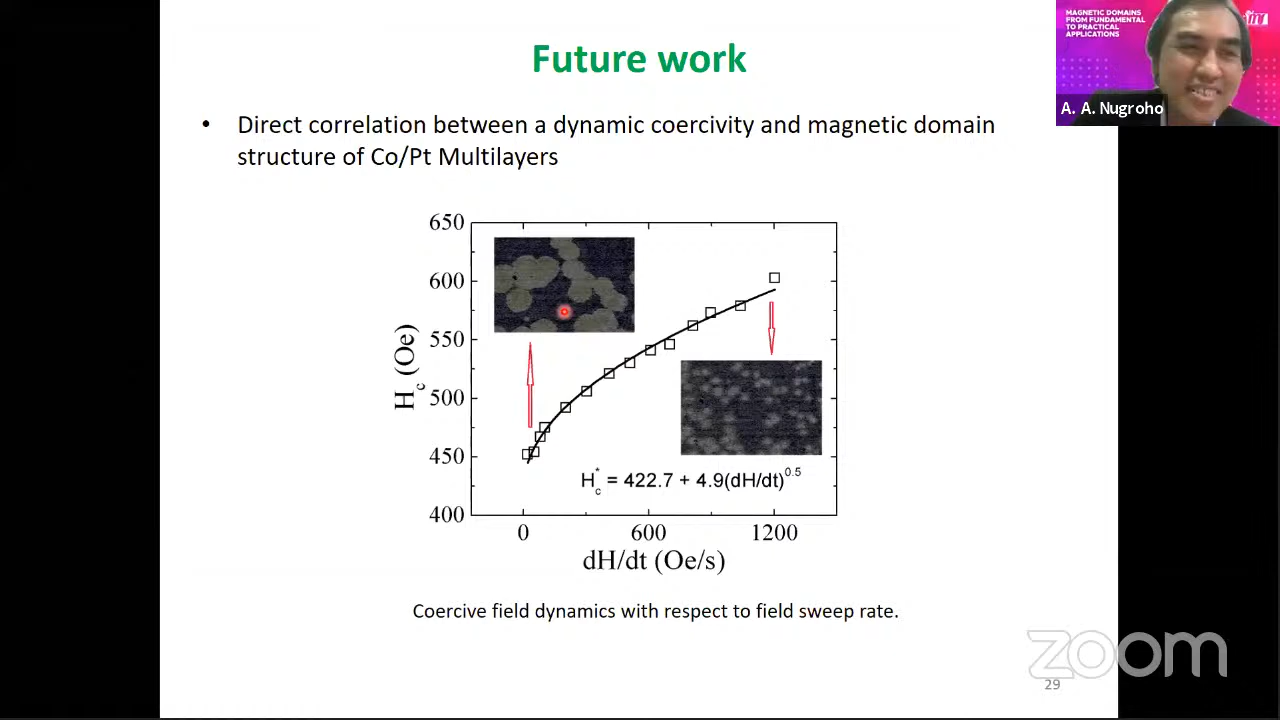 Future work
• Direct correlation between a dynamic coercivity and magnetic domain
structure of Co/Pt Multilayers
650
600
550
500
450
400
H_c (Oe)
H_c^* = 422.7 + 4.9(dH/dt)^0.5
0 600 1200
dH/dt (Oe/s)
Coercive field dynamics with respect to field sweep rate.
29
zoom
MAGNETIC DOMAINS
FROM FUNDAMENTAL
TO PRACTICAL
APPLICATIONS
A. A. Nugroho